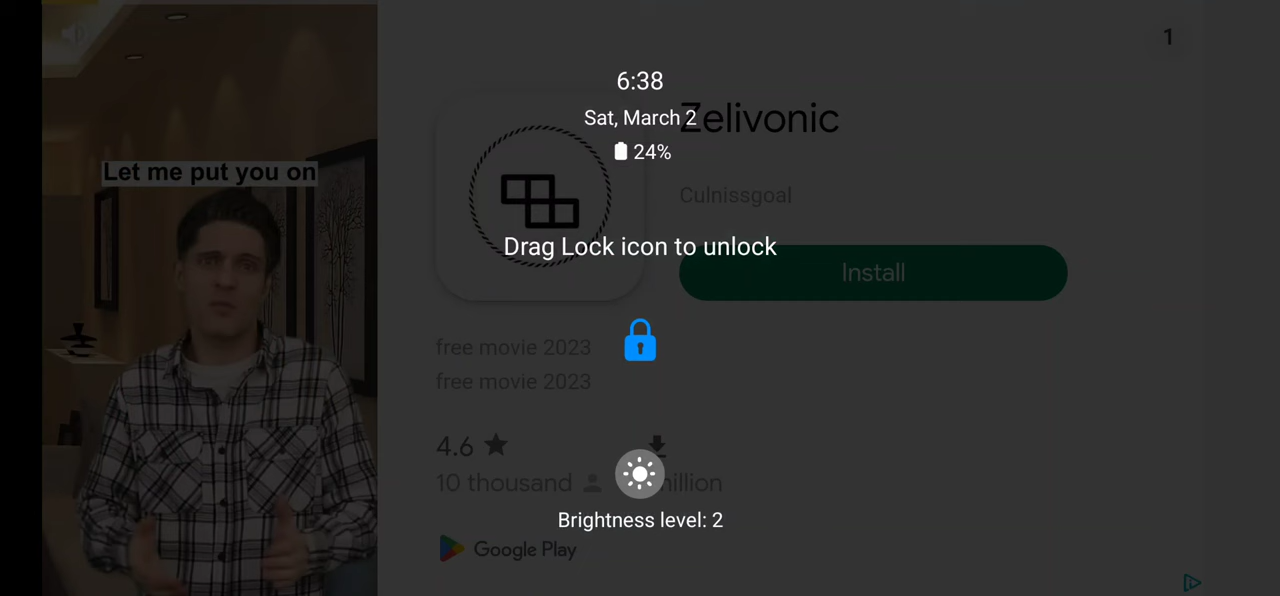 1
6:38
Sat, March 2
24%
Zelivonic
Let me put you on
Culnissgoal
Drag Lock icon to unlock
Install
free movie 2023
free movie 2023
4.6
10 thousand
Brightness level: 2
Google Play